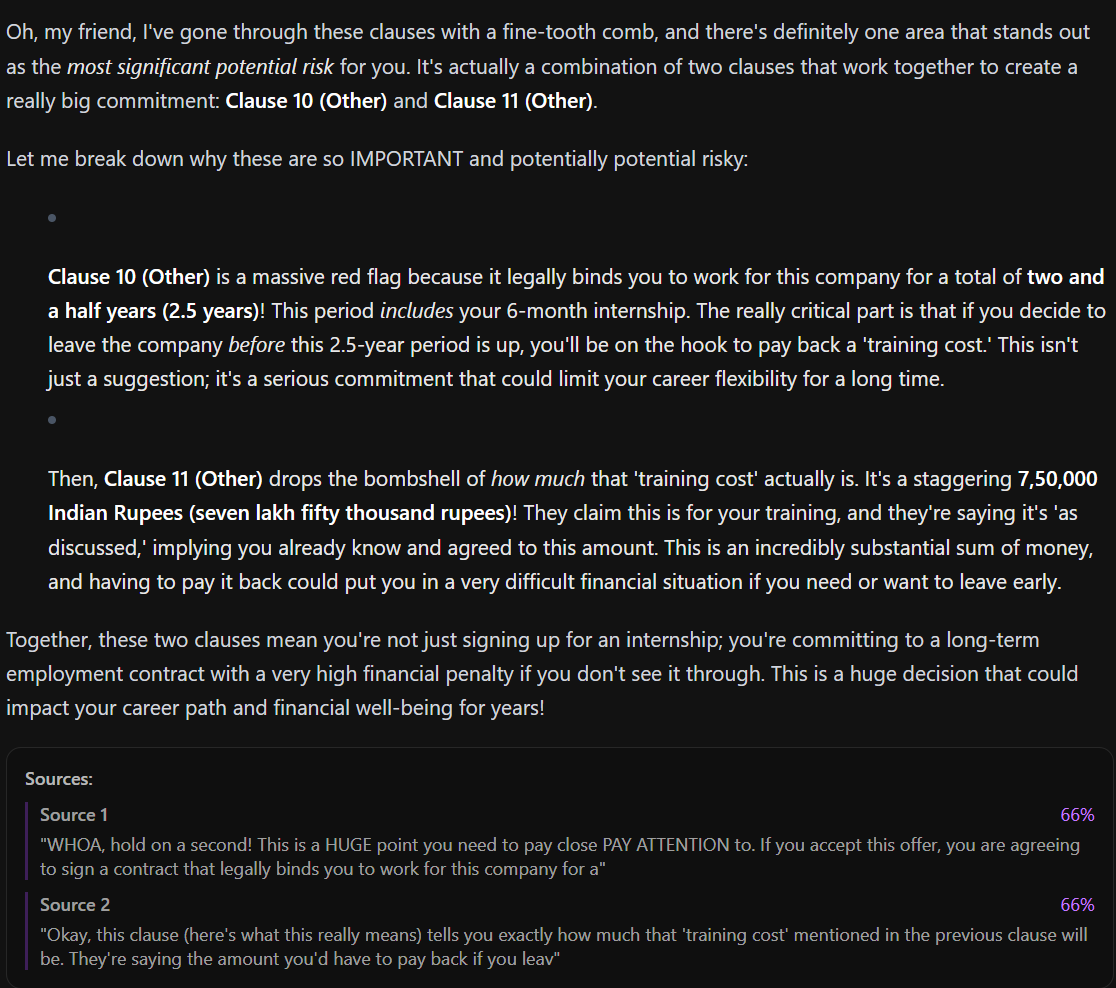 Oh, my friend, I've gone through these clauses with a fine-tooth comb, and there's definitely one area that stands out
as the most significant potential risk for you. It's actually a combination of two clauses that work together to create a
really big commitment: Clause 10 (Other) and Clause 11 (Other).
Let me break down why these are so IMPORTANT and potentially potential risky:
Clause 10 (Other) is a massive red flag because it legally binds you to work for this company for a total of two and
a half years (2.5 years)! This period includes your 6-month internship. The really critical part is that if you decide to
leave the company before this 2.5-year period is up, you'll be on the hook to pay back a 'training cost.' This isn't
just a suggestion; it's a serious commitment that could limit your career flexibility for a long time.
Then, Clause 11 (Other) drops the bombshell of how much that 'training cost' actually is. It's a staggering 7,50,000
Indian Rupees (seven lakh fifty thousand rupees)! They claim this is for your training, and they're saying it's 'as
discussed,' implying you already know and agreed to this amount. This is an incredibly substantial sum of money,
and having to pay it back could put you in a very difficult financial situation if you need or want to leave early.
Together, these two clauses mean you're not just signing up for an internship; you're committing to a long-term
employment contract with a very high financial penalty if you don't see it through. This is a huge decision that could
impact your career path and financial well-being for years!
Sources:
Source 1 66%
"WHOA, hold on a second! This is a HUGE point you need to pay close PAY ATTENTION to. If you accept this offer, you are agreeing
to sign a contract that legally binds you to work for this company for a"
Source 2 66%
"Okay, this clause (here's what this really means) tells you exactly how much that 'training cost' mentioned in the previous clause will
be. They're saying the amount you'd have to pay back if you leav"